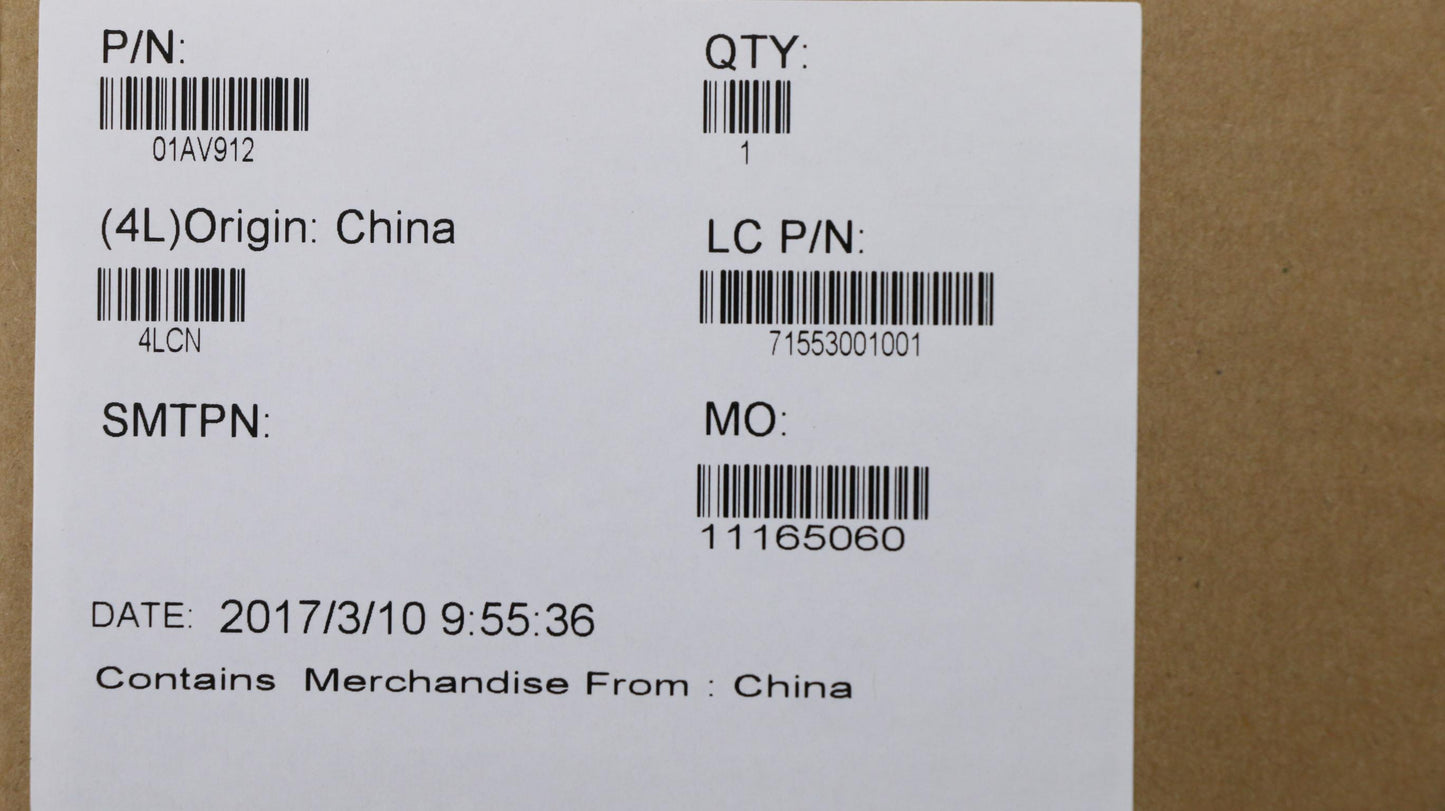 P/N:
01AV912
QTY:
1
(4L)Origin: China
4LCN
LC P/N:
71553001001
SMTPN:
MO:
11165060
DATE: 2017/3/10 9:55:36
Contains Merchandise From : China